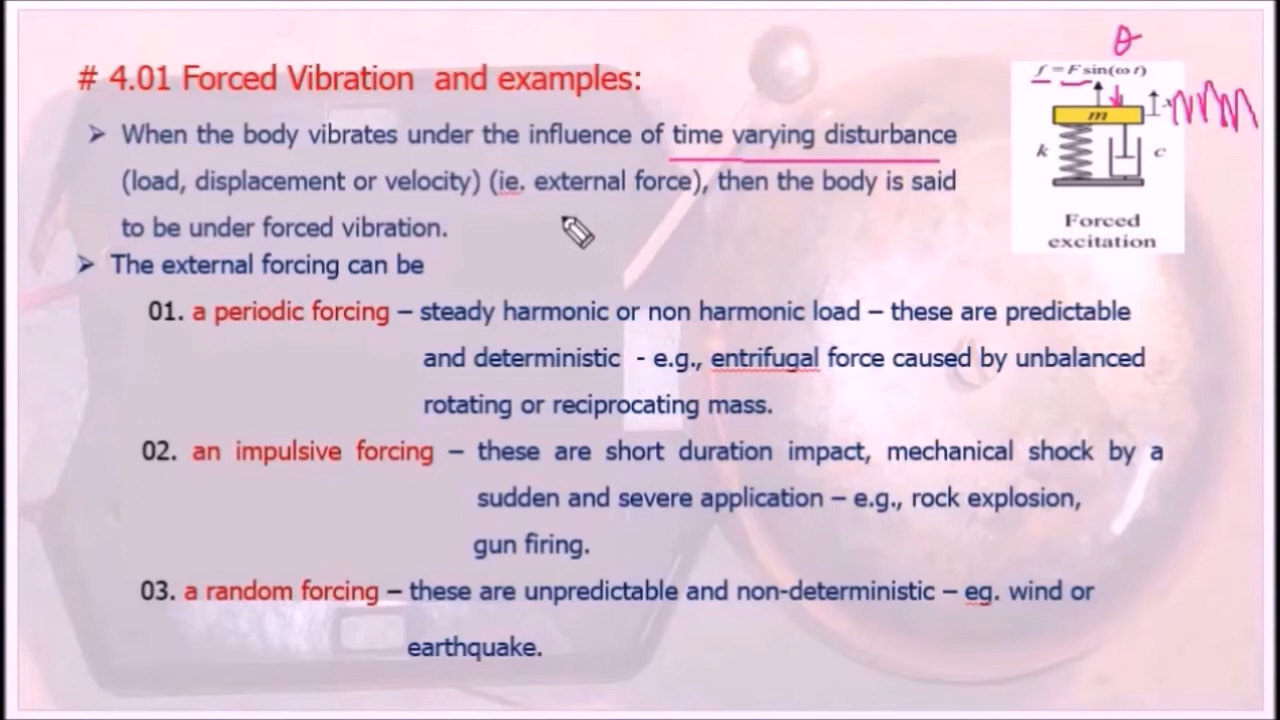 # 4.01 Forced Vibration and examples:
➢ When the body vibrates under the influence of time varying disturbance
(load, displacement or velocity) (ie. external force), then the body is said
to be under forced vibration.
➢ The external forcing can be
01. a periodic forcing – steady harmonic or non harmonic load – these are predictable
and deterministic - e.g., entrifugal force caused by unbalanced
rotating or reciprocating mass.
02. an impulsive forcing – these are short duration impact, mechanical shock by a
sudden and severe application – e.g., rock explosion,
gun firing.
03. a random forcing – these are unpredictable and non-deterministic – eg. wind or
earthquake.
θ
f = F sin(ω t)
m
k c
Forced
excitation